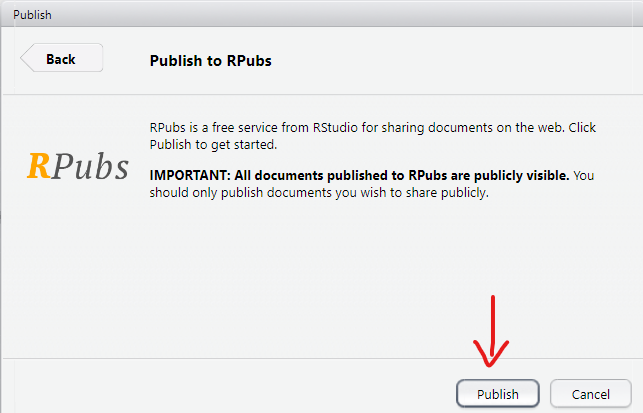 Publish
Back
Publish to RPubs
RPubs is a free service from RStudio for sharing documents on the web. Click
Publish to get started.
RPubs
IMPORTANT: All documents published to RPubs are publicly visible. You
should only publish documents you wish to share publicly.
Publish
Cancel